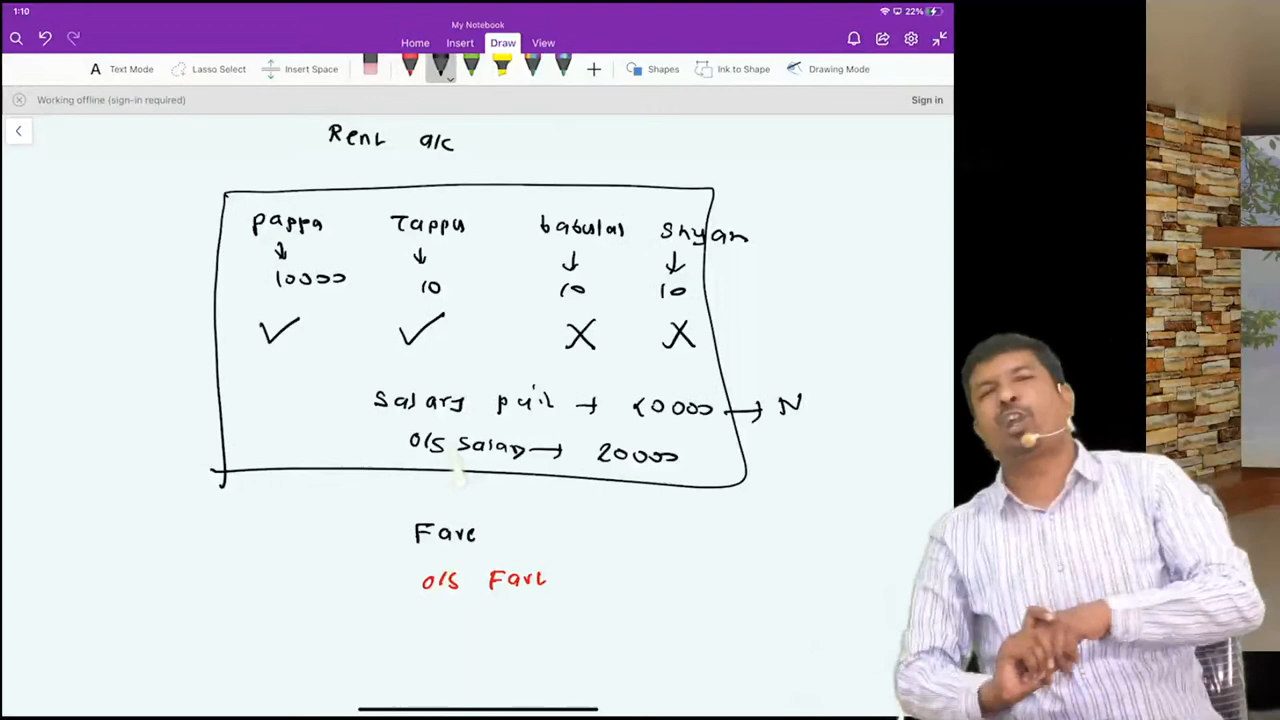 1:10
22%
My Notebook
Home Insert Draw View
A Text Mode Lasso Select Insert Space + Shapes Ink to Shape Drawing Mode
Working offline (sign-in required) Sign in
Rent a/c
Pappu Tappu babulal Shyam
10000 10 10 10
Salary paid → 20000 → N
O/S Salary → 20000
Fare
O/S Fare